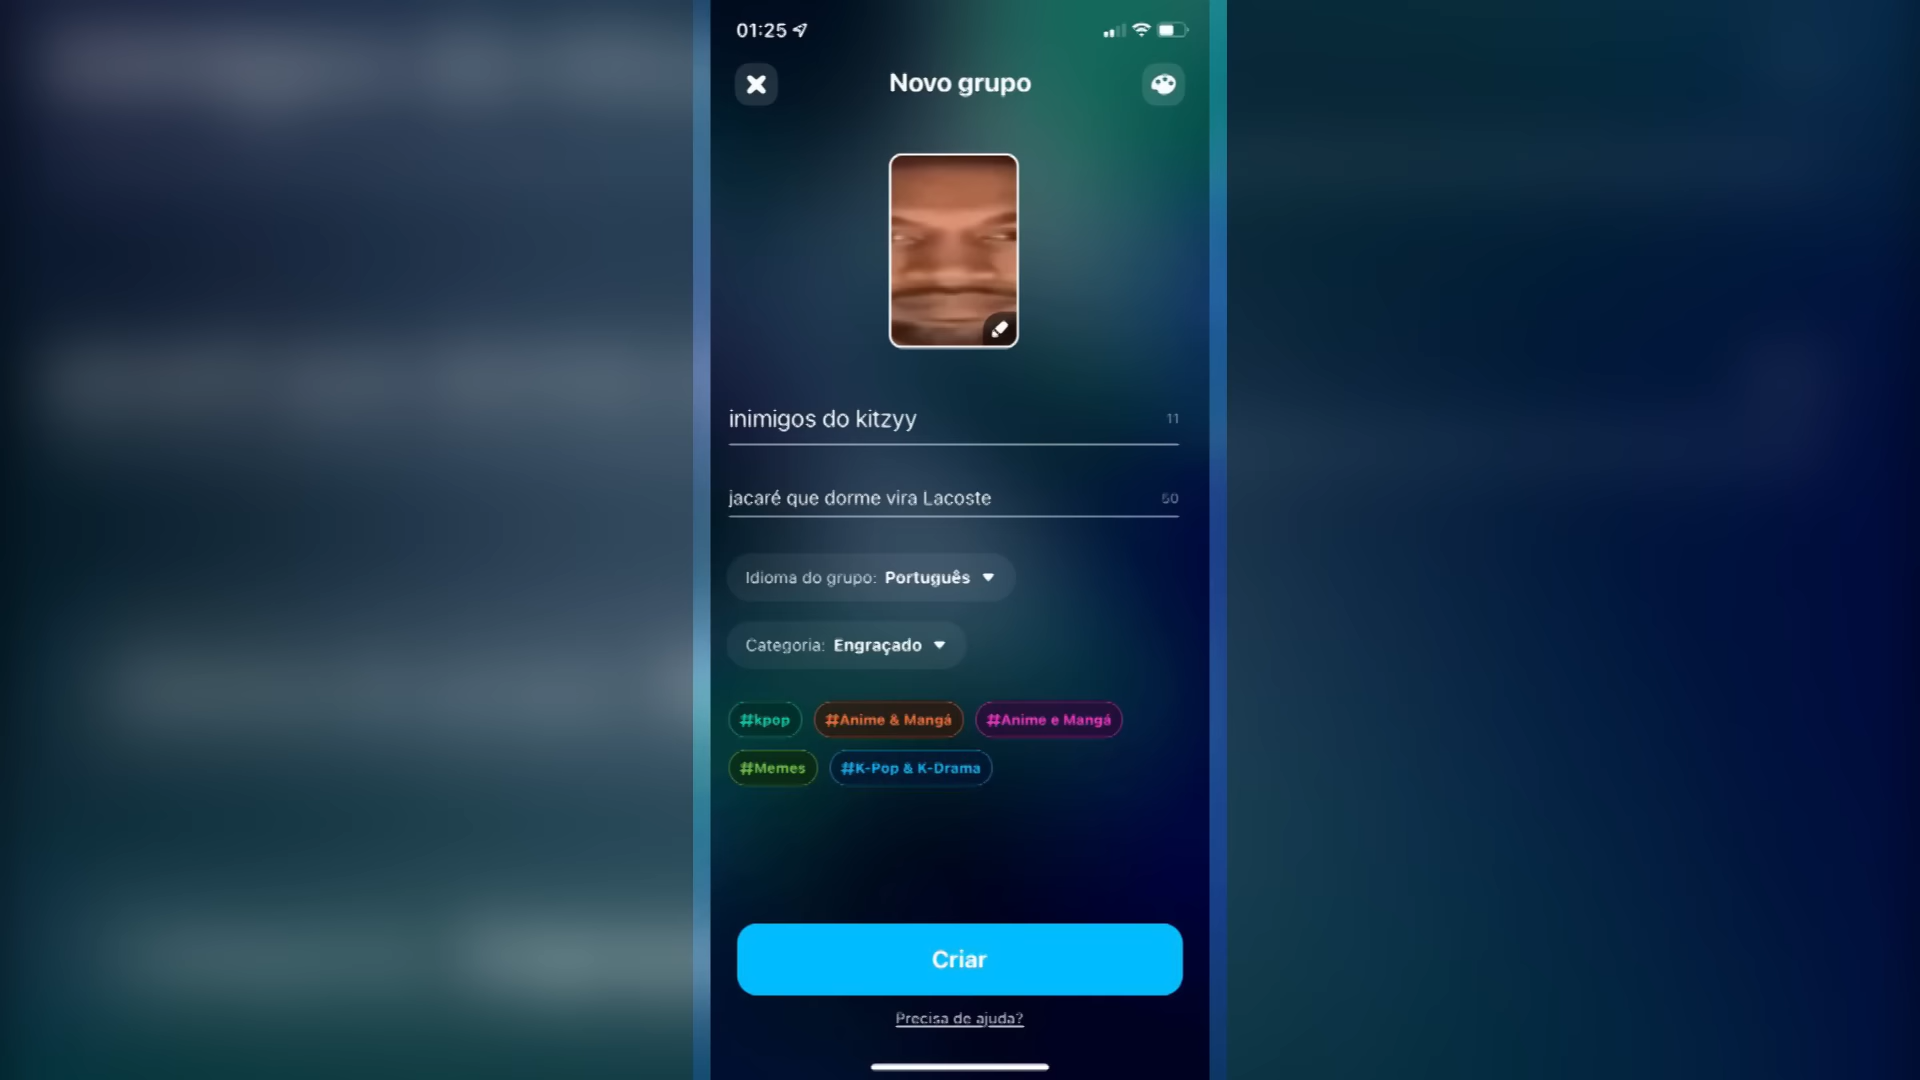 01:25
Novo grupo
inimigos do kitzyy 11
jacaré que dorme vira Lacoste 50
Idioma do grupo: Português
Categoria: Engraçado
#kpop #Anime & Mangá #Anime e Mangá
#Memes #K-Pop & K-Drama
Criar
Precisa de ajuda?